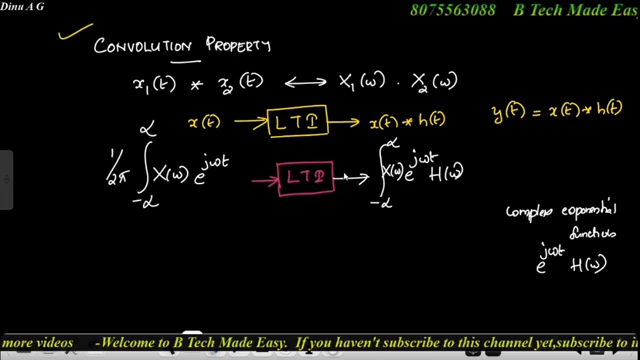 Dinu A G
8075563088 B Tech Made Easy
CONVOLUTION PROPERTY
x₁(t) * x₂(t) ⟷ X₁(ω) · X₂(ω)
x(t) → LTI → x(t) * h(t)
y(t) = x(t) * h(t)
1/2π ∫_{-α}^{α} X(ω) e^{jωt} → LTI → ∫_{-α}^{α} X(ω) e^{jωt} H(ω)
complex exponential
function
e^{jωt} H(ω)
more videos -Welcome to B Tech Made Easy. If you haven't subscribe to this channel yet,subscribe to